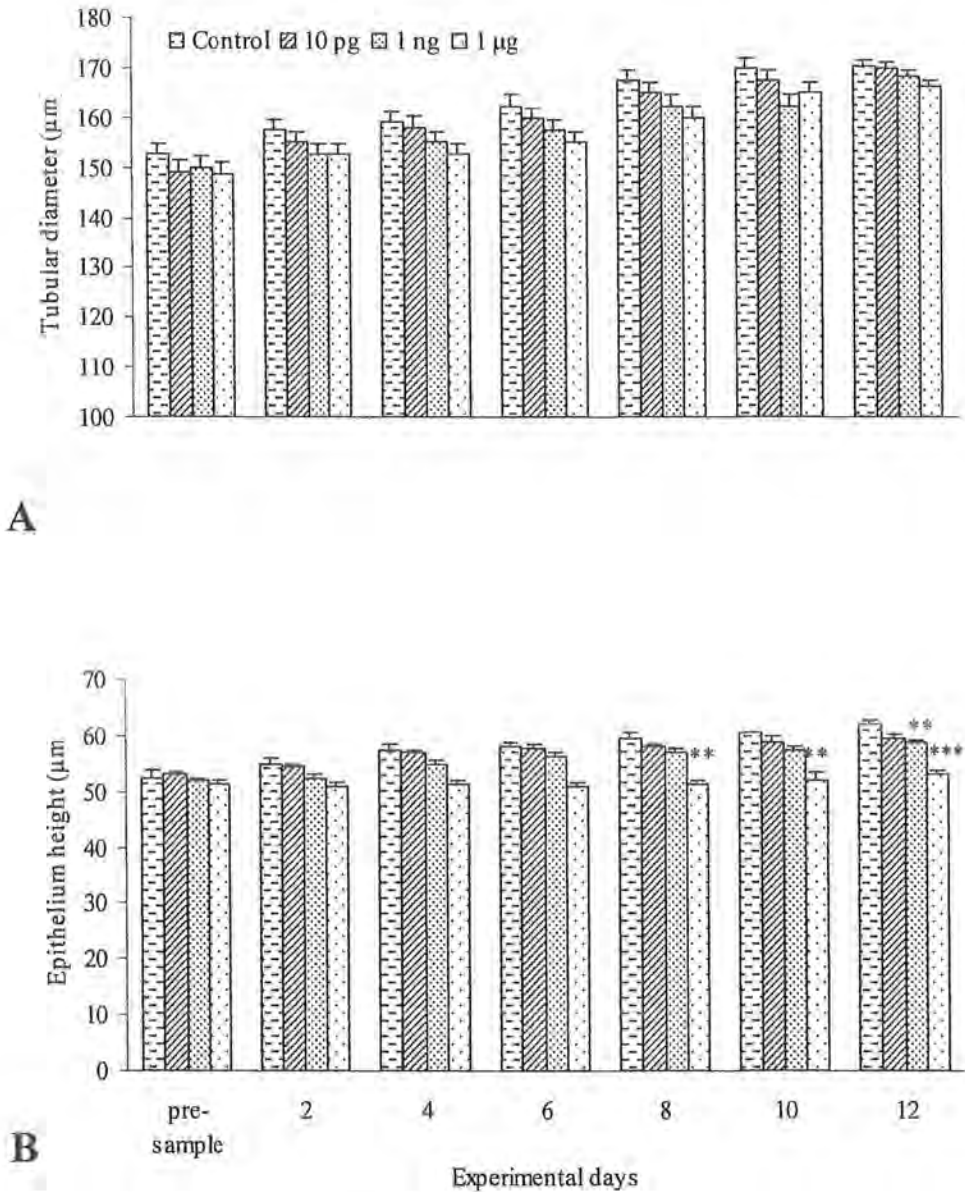 180
Control 10 pg 1 ng 1 µg
170
160
150
140
130
120
110
100
Tubular diameter (µm
A
70
60
50
40
30
20
10
0
Epithelium height (µm
** ** ** ***
pre-sample 2 4 6 8 10 12
B
Experimental days